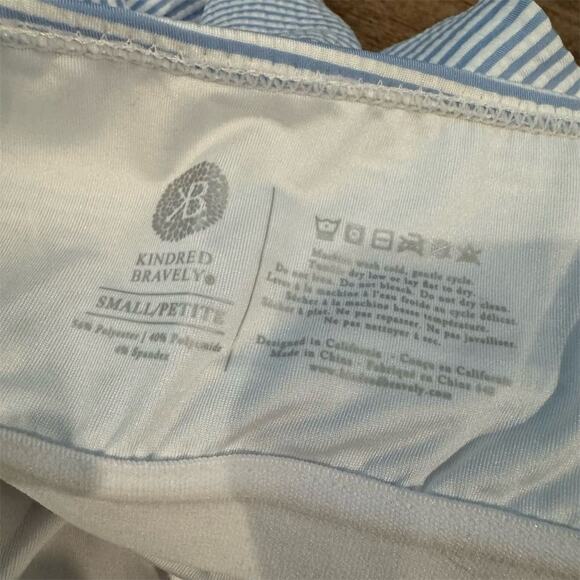 KB
KINDRED
BRAVELY®
SMALL/PETITE
56% Polyester | 40% Polyamide
4% Spandex
Machine wash cold, gentle cycle.
Tumble dry low or lay flat to dry.
Do not iron. Do not bleach. Do not dry clean.
Laver à la machine à l'eau froide au cycle délicat.
Sécher à la machine basse température.
Sécher à plat. Ne pas repasser. Ne pas javelliser.
Ne pas nettoyer à sec.
Designed in California - Conçu en Californie
Made in China - Fabriqué en Chine
www.kindredbravely.com